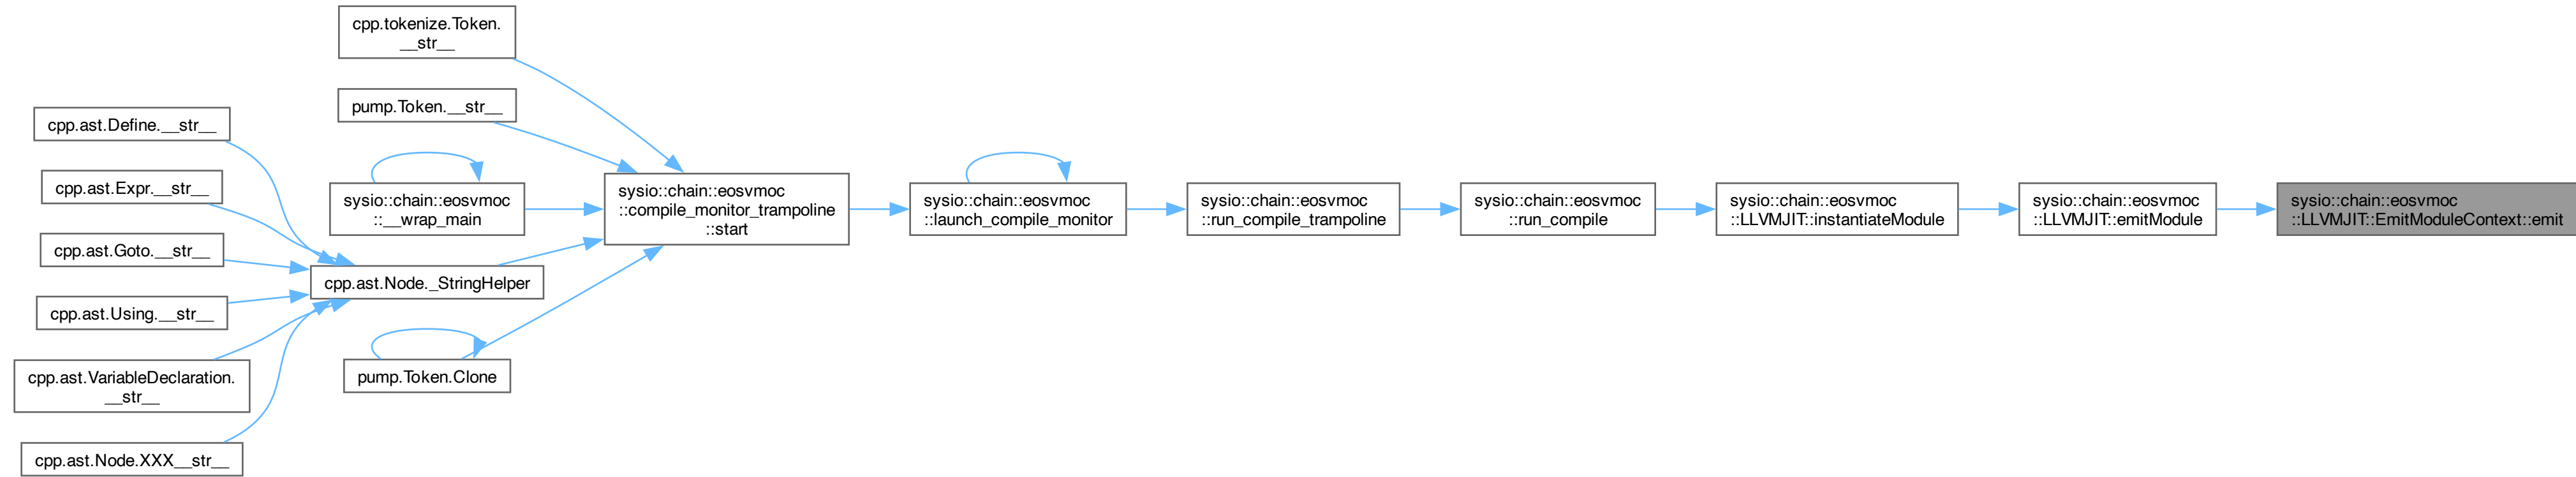 cpp.tokenize.Token.
__str__
pump.Token.__str__
cpp.ast.Define.__str__
cpp.ast.Expr.__str__
cpp.ast.Goto.__str__
cpp.ast.Using.__str__
cpp.ast.VariableDeclaration.
__str__
cpp.ast.Node.XXX__str__
sysio::chain::eosvmoc
::__wrap_main
cpp.ast.Node._StringHelper
pump.Token.Clone
sysio::chain::eosvmoc
::compile_monitor_trampoline
::start
sysio::chain::eosvmoc
::launch_compile_monitor
sysio::chain::eosvmoc
::run_compile_trampoline
sysio::chain::eosvmoc
::run_compile
sysio::chain::eosvmoc
::LLVMJIT::instantiateModule
sysio::chain::eosvmoc
::LLVMJIT::emitModule
sysio::chain::eosvmoc
::LLVMJIT::EmitModuleContext::emit